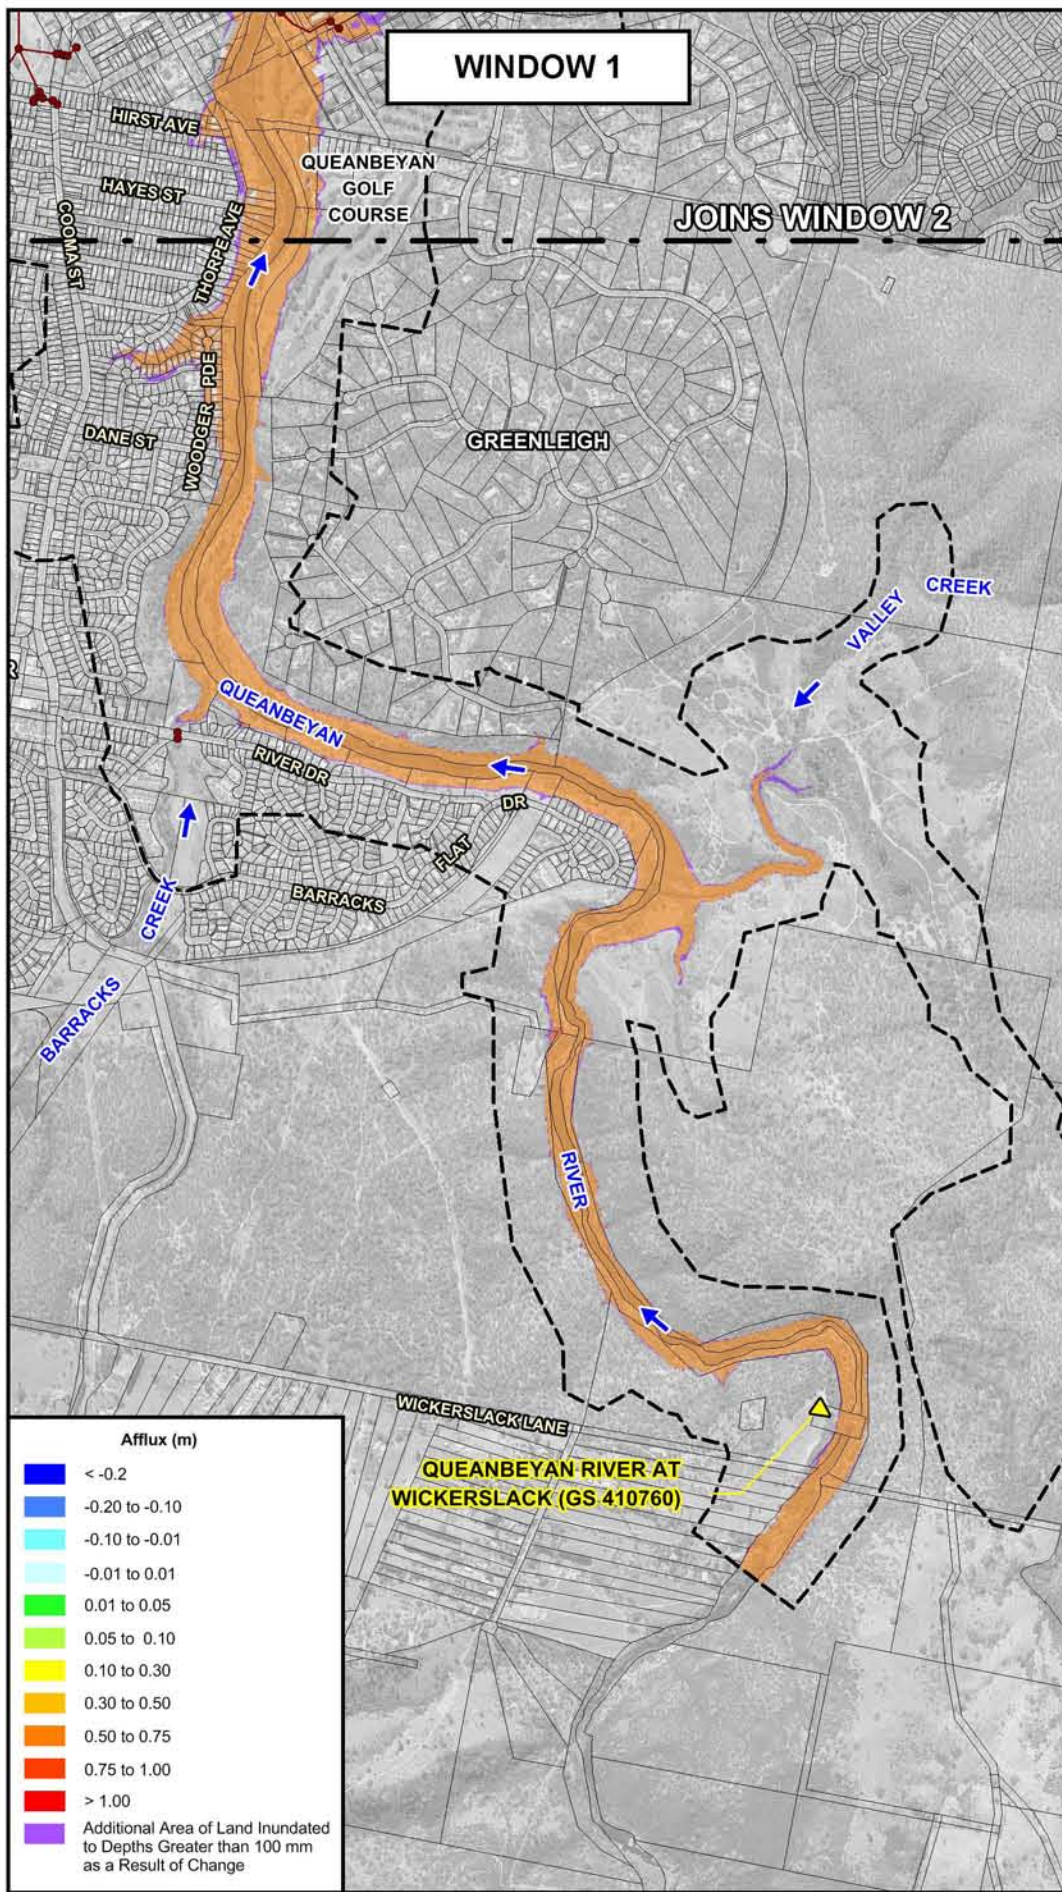 WINDOW 1
HIRST AVE
QUEANBEYAN
GOLF
COURSE
HAYES ST
COOMA ST
THORPE AVE
JOINS WINDOW 2
WOODGER PDE
DANE ST
GREENLEIGH
VALLEY CREEK
QUEANBEYAN
RIVER DR
BARRACKS FLAT DR
BARRACKS CREEK
RIVER
WICKERSLACK LANE
QUEANBEYAN RIVER AT
WICKERSLACK (GS 410760)
Afflux (m)
< -0.2
-0.20 to -0.10
-0.10 to -0.01
-0.01 to 0.01
0.01 to 0.05
0.05 to 0.10
0.10 to 0.30
0.30 to 0.50
0.50 to 0.75
0.75 to 1.00
> 1.00
Additional Area of Land Inundated
to Depths Greater than 100 mm
as a Result of Change